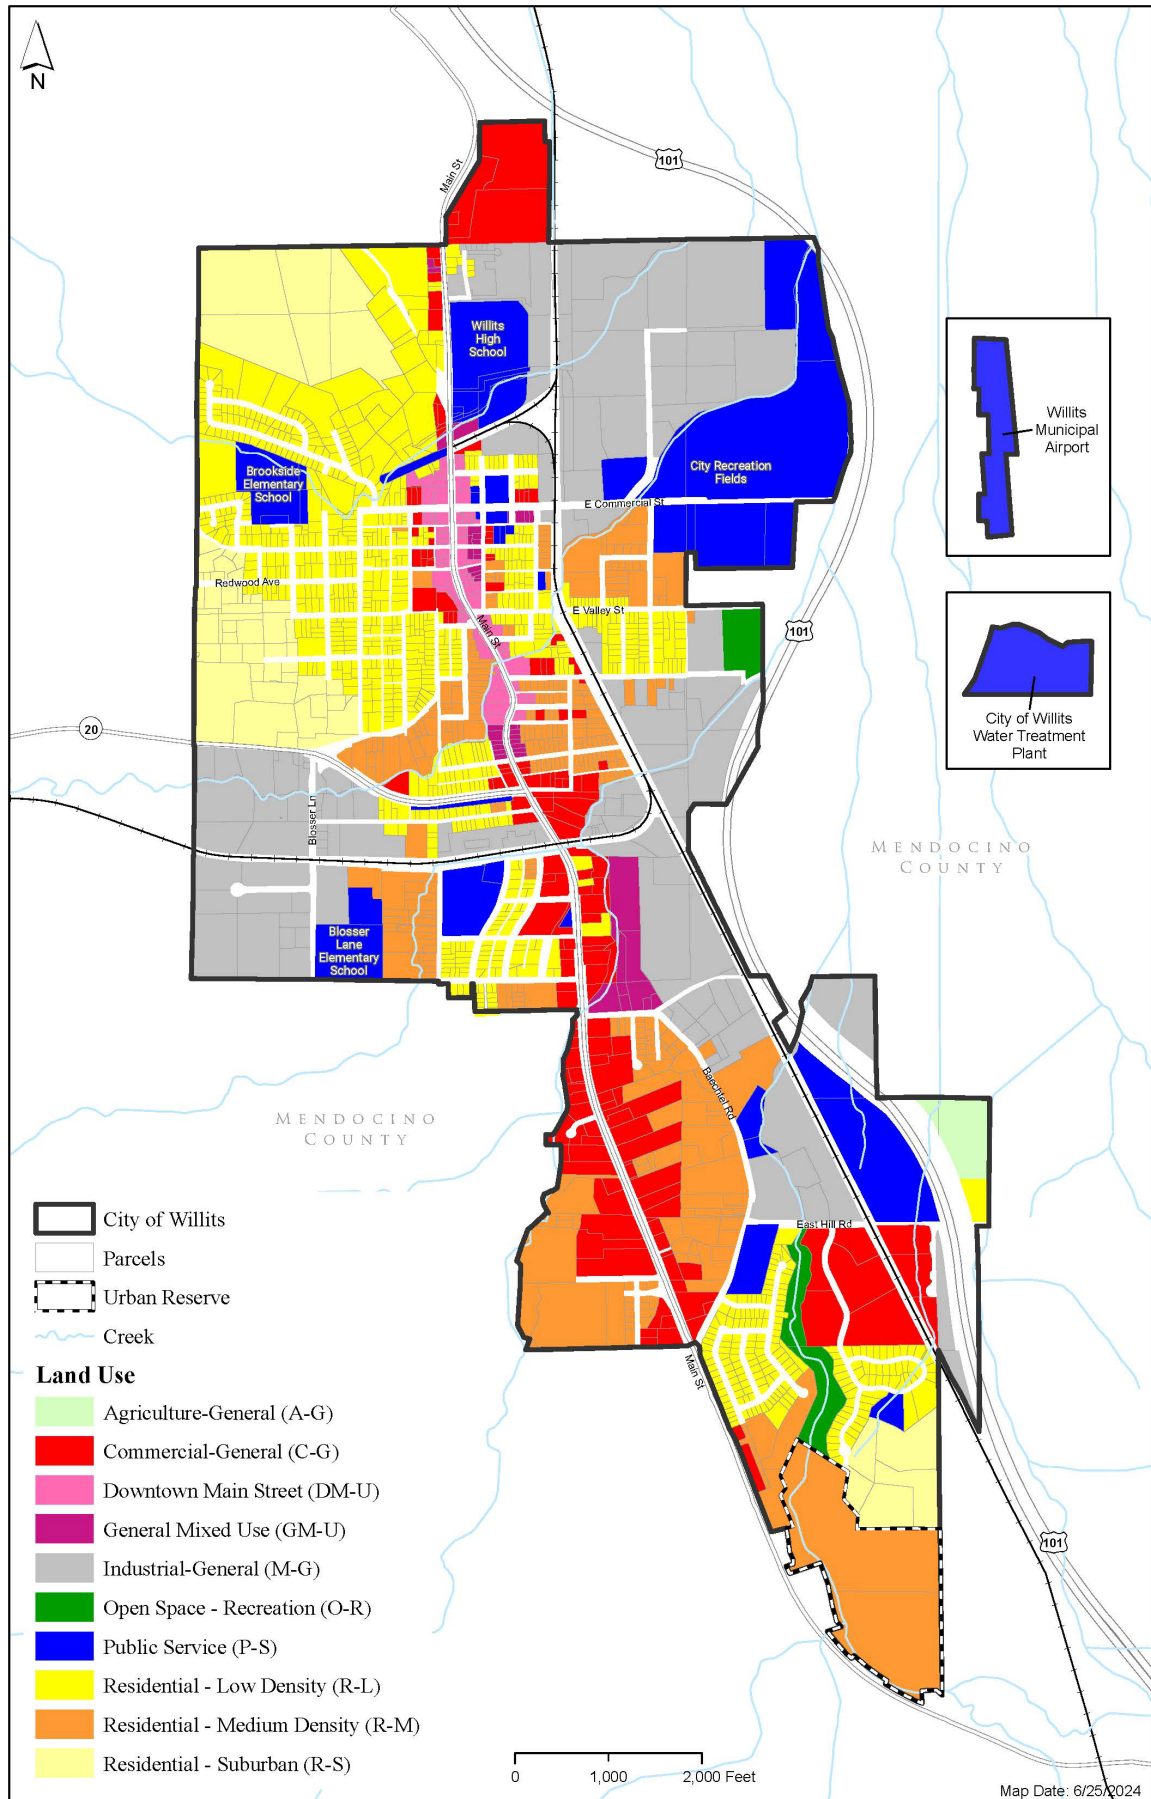 N
Main St
101
Willits
High
School
Brookside
Elementary
School
City Recreation
Fields
E Commercial St
Willits
Municipal
Airport
Redwood Ave
E Valley St
Main St
101
City of Willits
Water Treatment
Plant
20
Blosser Ln
MENDOCINO
COUNTY
Blosser
Lane
Elementary
School
Baechtel Rd
MENDOCINO
COUNTY
East Hill Rd
Main St
101
City of Willits
Parcels
Urban Reserve
Creek
Land Use
Agriculture-General (A-G)
Commercial-General (C-G)
Downtown Main Street (DM-U)
General Mixed Use (GM-U)
Industrial-General (M-G)
Open Space - Recreation (O-R)
Public Service (P-S)
Residential - Low Density (R-L)
Residential - Medium Density (R-M)
Residential - Suburban (R-S)
0 1,000 2,000 Feet
Map Date: 6/25/2024